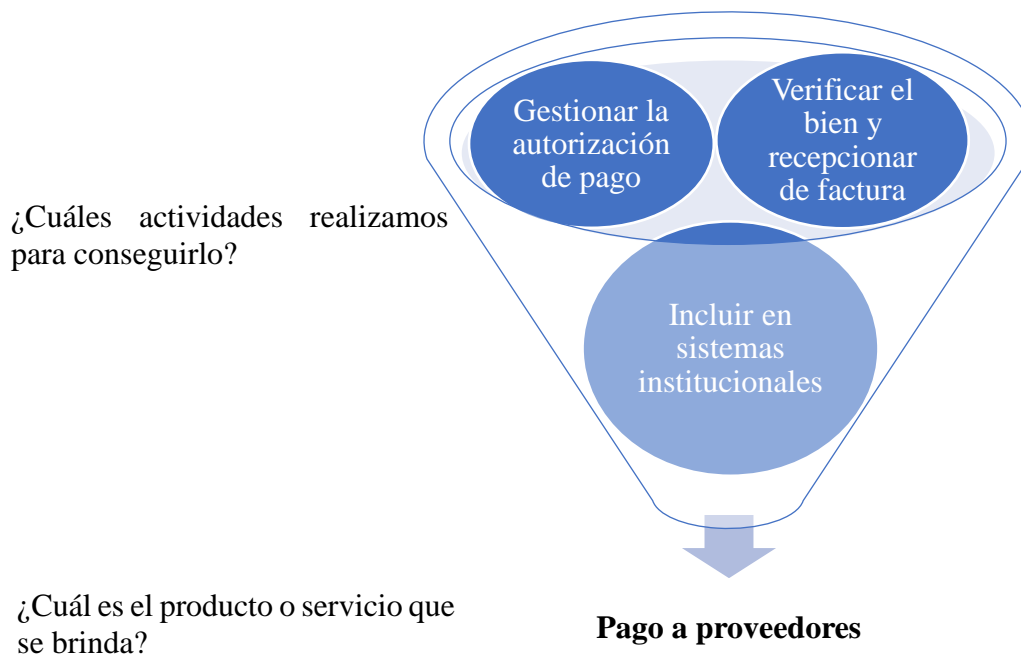 Gestionar la
autorización
de pago
Verificar el
bien y
recepcionar
de factura
¿Cuáles actividades realizamos
para conseguirlo?
Incluir en
sistemas
institucionales
¿Cuál es el producto o servicio que
se brinda?
Pago a proveedores